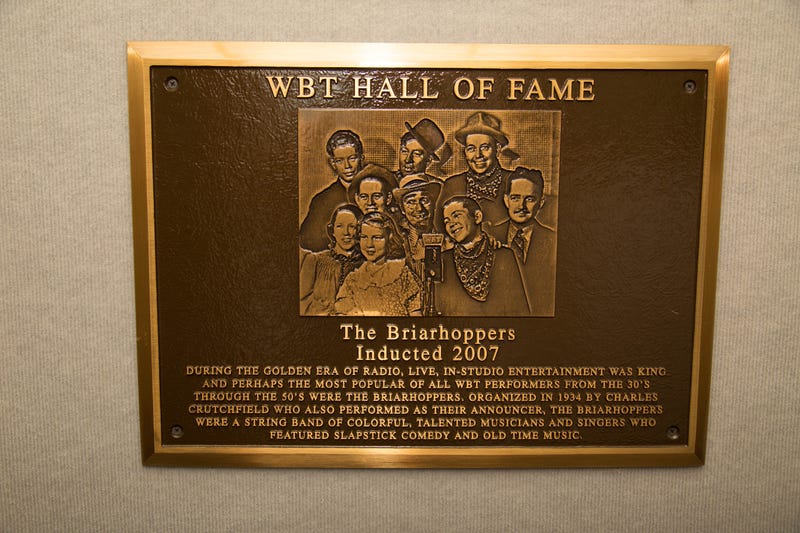 WBT HALL OF FAME
WBT
The Briarhoppers
Inducted 2007
DURING THE GOLDEN ERA OF RADIO, LIVE, IN-STUDIO ENTERTAINMENT WAS KING
AND PERHAPS THE MOST POPULAR OF ALL WBT PERFORMERS FROM THE 30'S
THROUGH THE 50'S WERE THE BRIARHOPPERS. ORGANIZED IN 1934 BY CHARLES
CRUTCHFIELD WHO ALSO PERFORMED AS THEIR ANNOUNCER, THE BRIARHOPPERS
WERE A STRING BAND OF COLORFUL, TALENTED MUSICIANS AND SINGERS WHO
FEATURED SLAPSTICK COMEDY AND OLD TIME MUSIC.